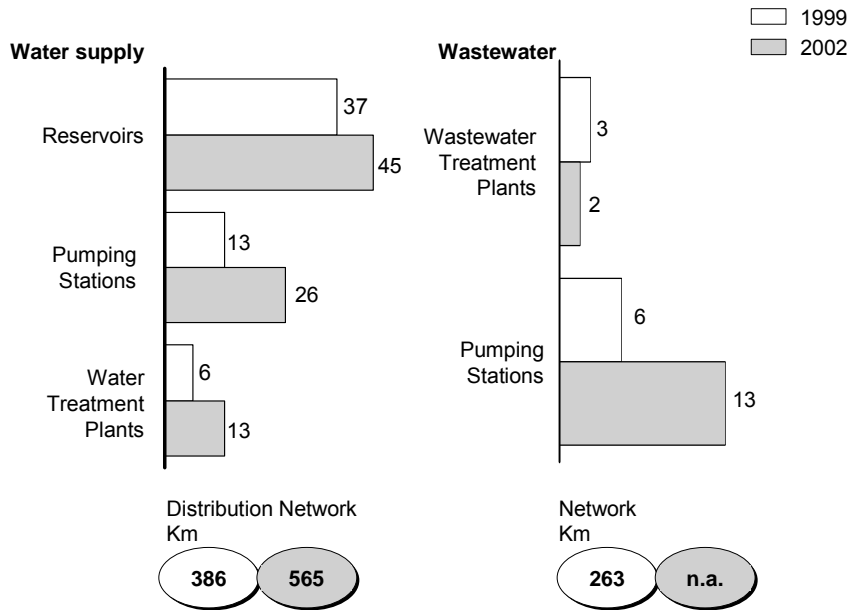 1999
2002
Water supply
Reservoirs
37
45
Pumping
Stations
13
26
Water
Treatment
Plants
6
13
Distribution Network
Km
386
565
Wastewater
Wastewater
Treatment
Plants
3
2
Pumping
Stations
6
13
Network
Km
263
n.a.